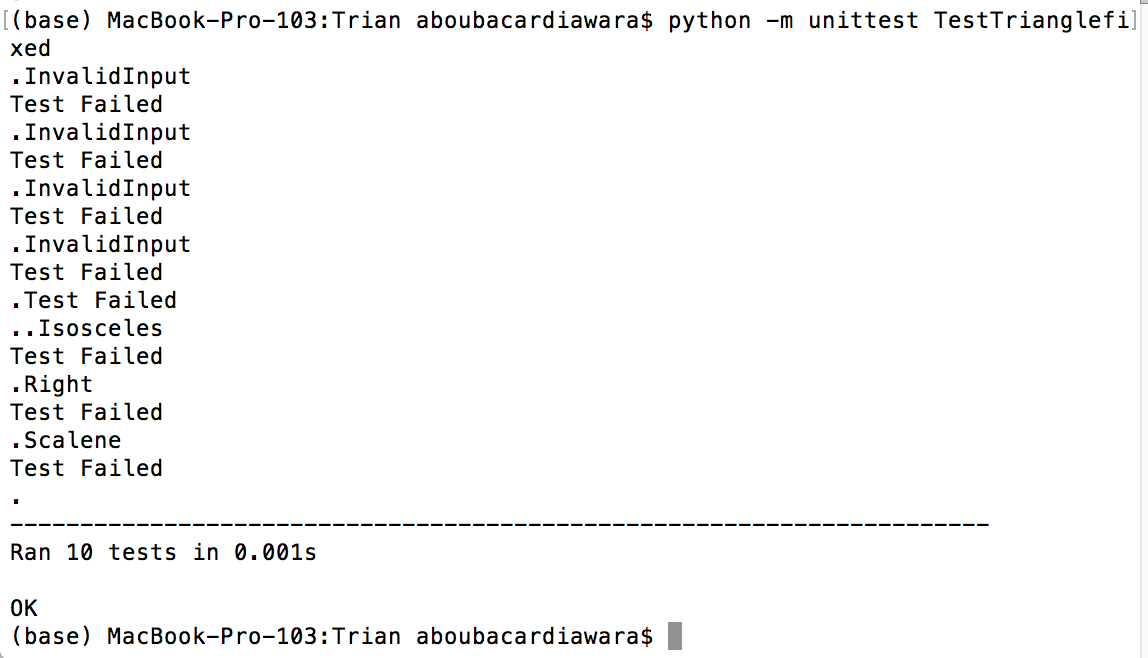 [(base) MacBook-Pro-103:Trian aboubacardiawara$ python -m unittest TestTrianglefi]
xed
.InvalidInput
Test Failed
.InvalidInput
Test Failed
.InvalidInput
Test Failed
.InvalidInput
Test Failed
.Test Failed
..Isosceles
Test Failed
.Right
Test Failed
.Scalene
Test Failed
.
----------------------------------------------------------------------
Ran 10 tests in 0.001s
OK
(base) MacBook-Pro-103:Trian aboubacardiawara$